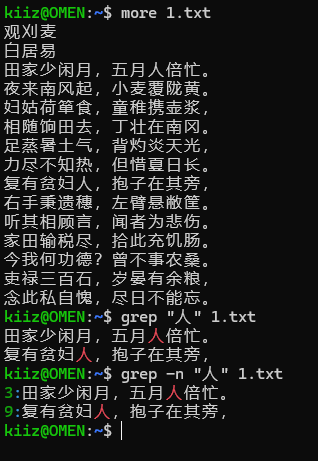 kiiz@OMEN:~$ more 1.txt
观刈麦
白居易
田家少闲月，五月人倍忙。
夜来南风起，小麦覆陇黄。
妇姑荷箪食，童稚携壶浆，
相随饷田去，丁壮在南冈。
足蒸暑土气，背灼炎天光，
力尽不知热，但惜夏日长。
复有贫妇人，抱子在其旁，
右手秉遗穗，左臂悬敝筐。
听其相顾言，闻者为悲伤。
家田输税尽，拾此充饥肠。
今我何功德？曾不事农桑。
吏禄三百石，岁晏有余粮，
念此私自愧，尽日不能忘。
kiiz@OMEN:~$ grep "人" 1.txt
田家少闲月，五月人倍忙。
复有贫妇人，抱子在其旁，
kiiz@OMEN:~$ grep -n "人" 1.txt
3:田家少闲月，五月人倍忙。
9:复有贫妇人，抱子在其旁，
kiiz@OMEN:~$